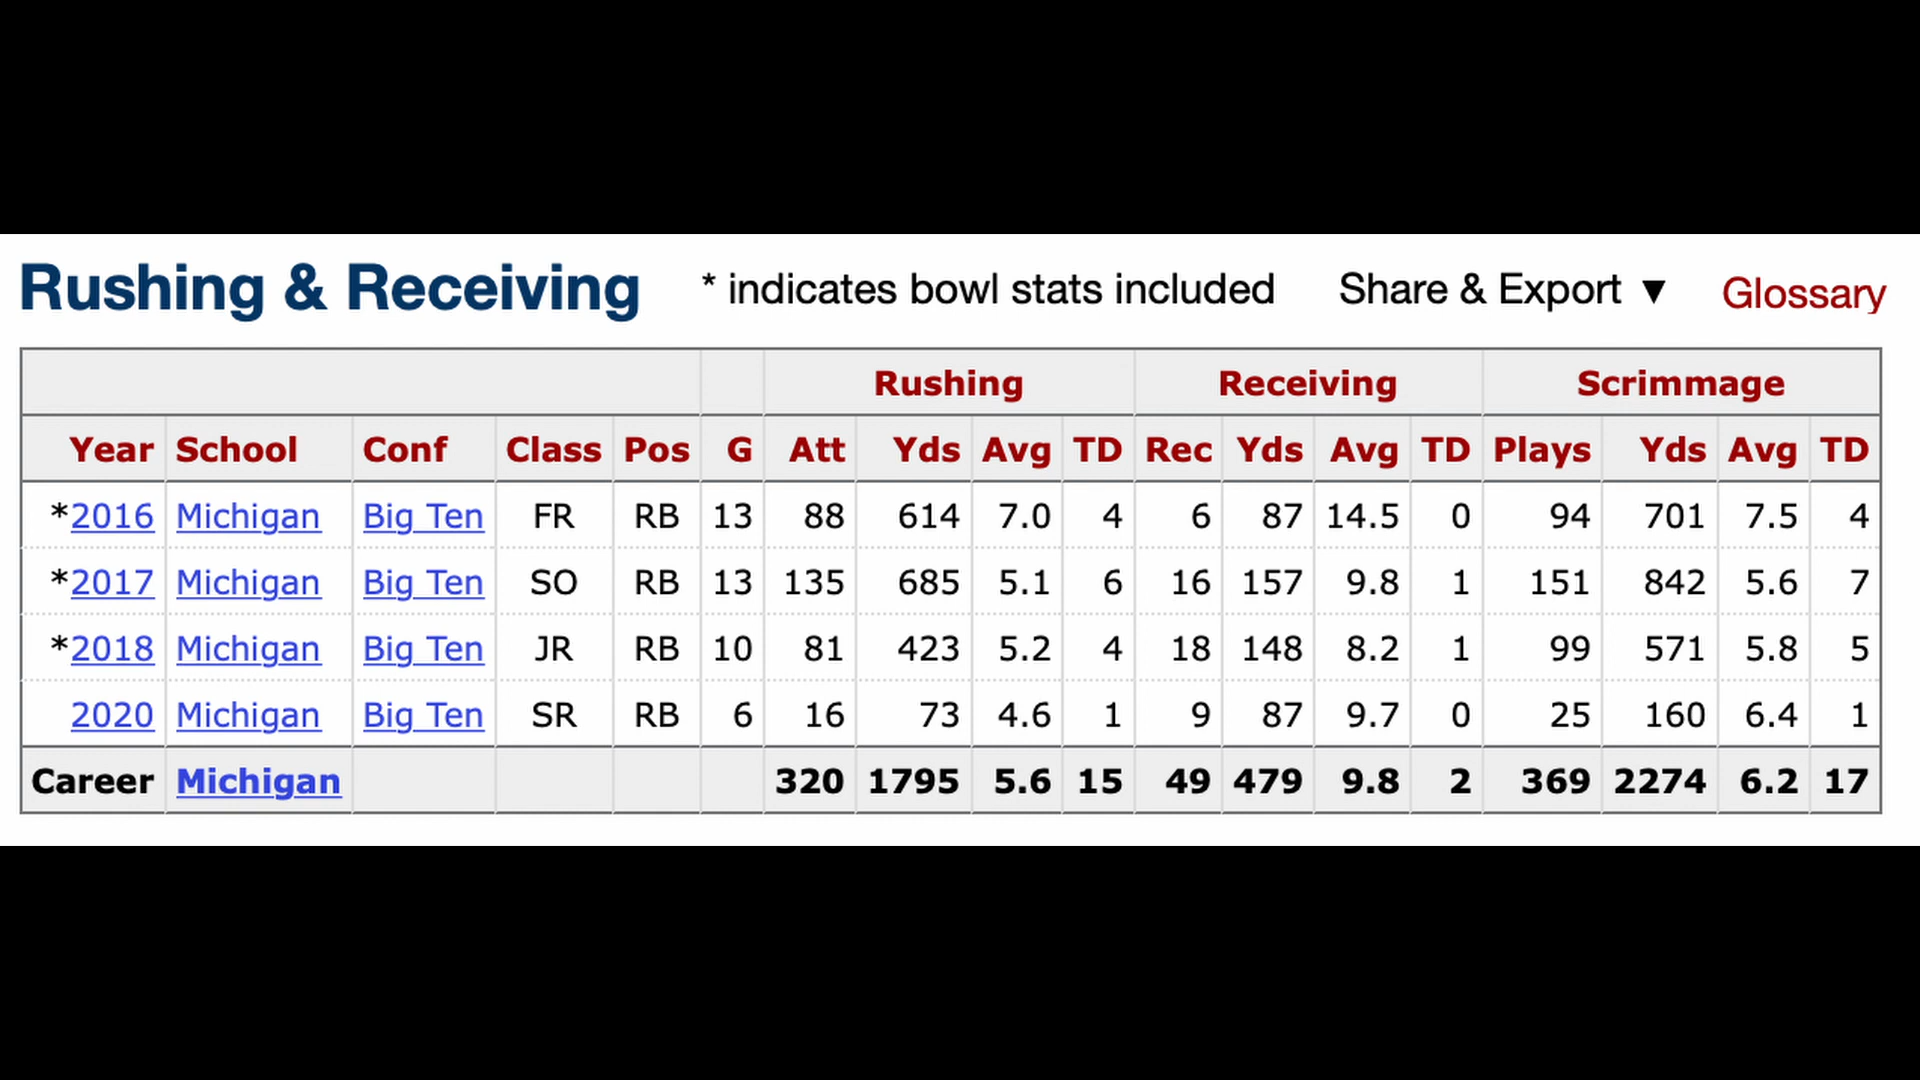 Rushing & Receiving * indicates bowl stats included Share & Export ▼ Glossary
Rushing Receiving Scrimmage
Year School Conf Class Pos G Att Yds Avg TD Rec Yds Avg TD Plays Yds Avg TD
*2016 Michigan Big Ten FR RB 13 88 614 7.0 4 6 87 14.5 0 94 701 7.5 4
*2017 Michigan Big Ten SO RB 13 135 685 5.1 6 16 157 9.8 1 151 842 5.6 7
*2018 Michigan Big Ten JR RB 10 81 423 5.2 4 18 148 8.2 1 99 571 5.8 5
2020 Michigan Big Ten SR RB 6 16 73 4.6 1 9 87 9.7 0 25 160 6.4 1
Career Michigan 320 1795 5.6 15 49 479 9.8 2 369 2274 6.2 17